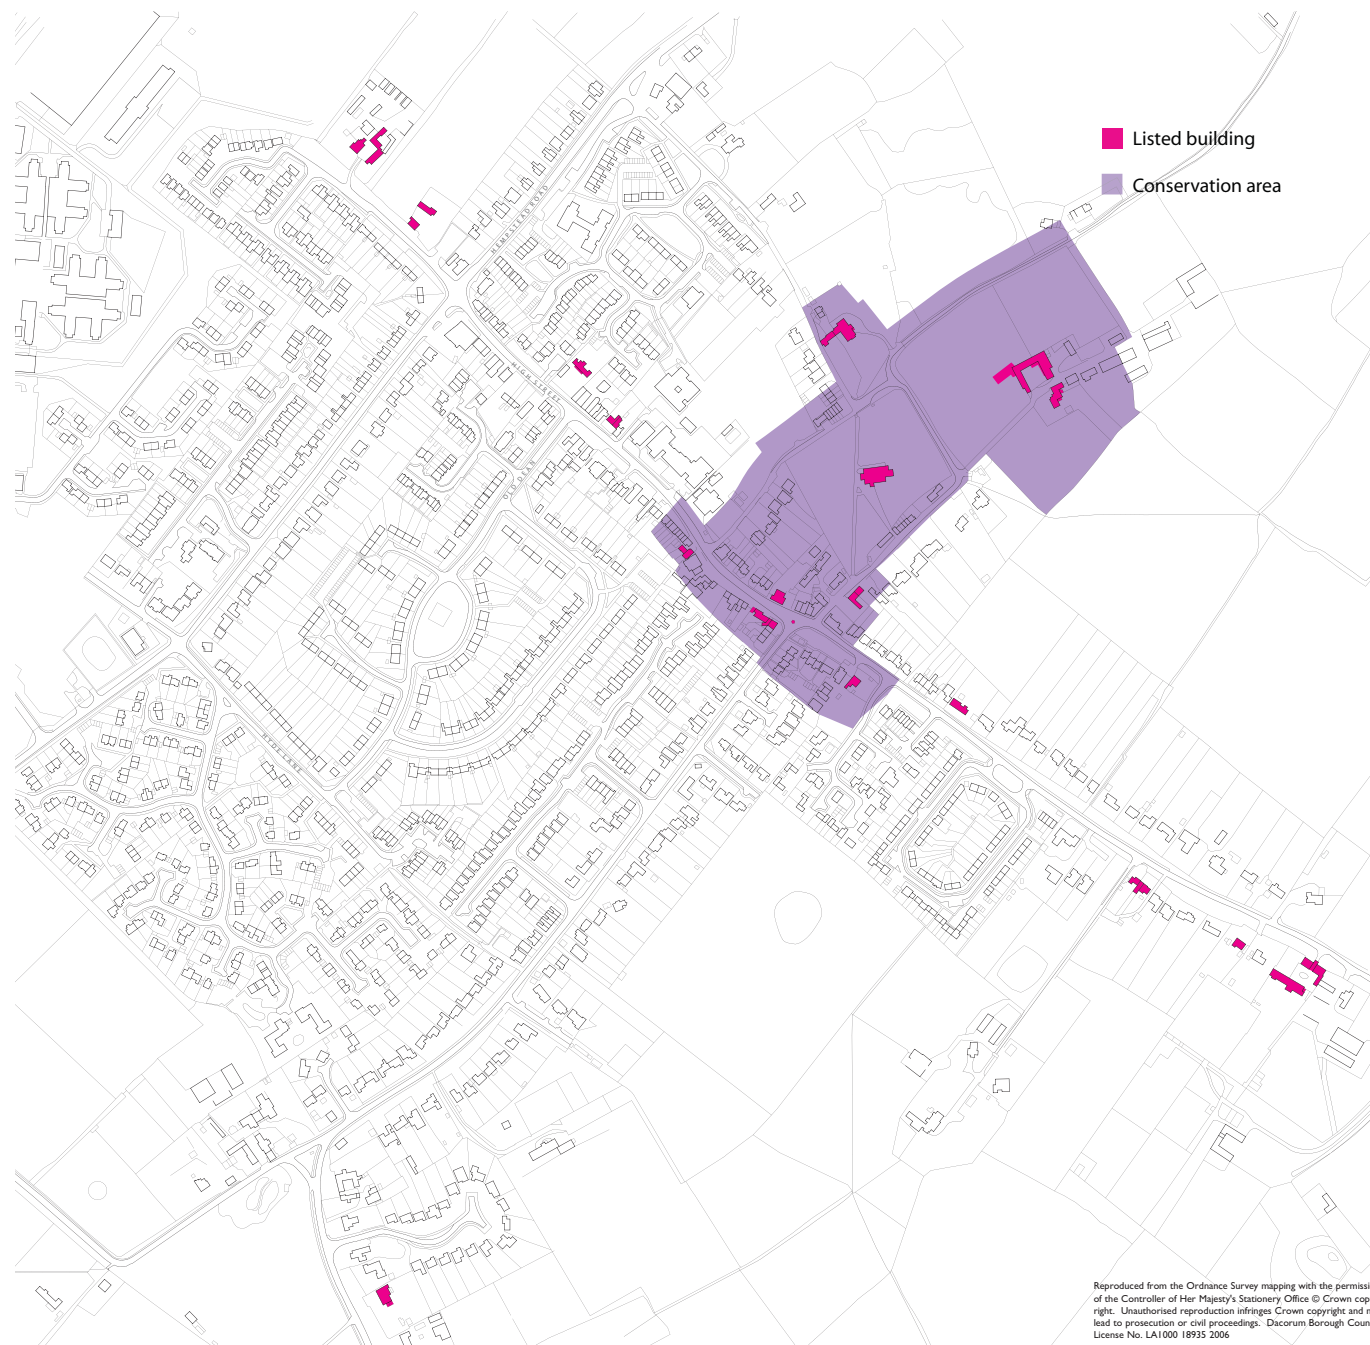 Listed building
Conservation area
HEMPSTEAD ROAD
HIGH STREET
OLD DEAN
HYDE LANE
Reproduced from the Ordnance Survey mapping with the permissi
of the Controller of Her Majesty's Stationery Office © Crown cop
right. Unauthorised reproduction infringes Crown copyright and m
lead to prosecution or civil proceedings. Dacorum Borough Coun
License No. LA1000 18935 2006